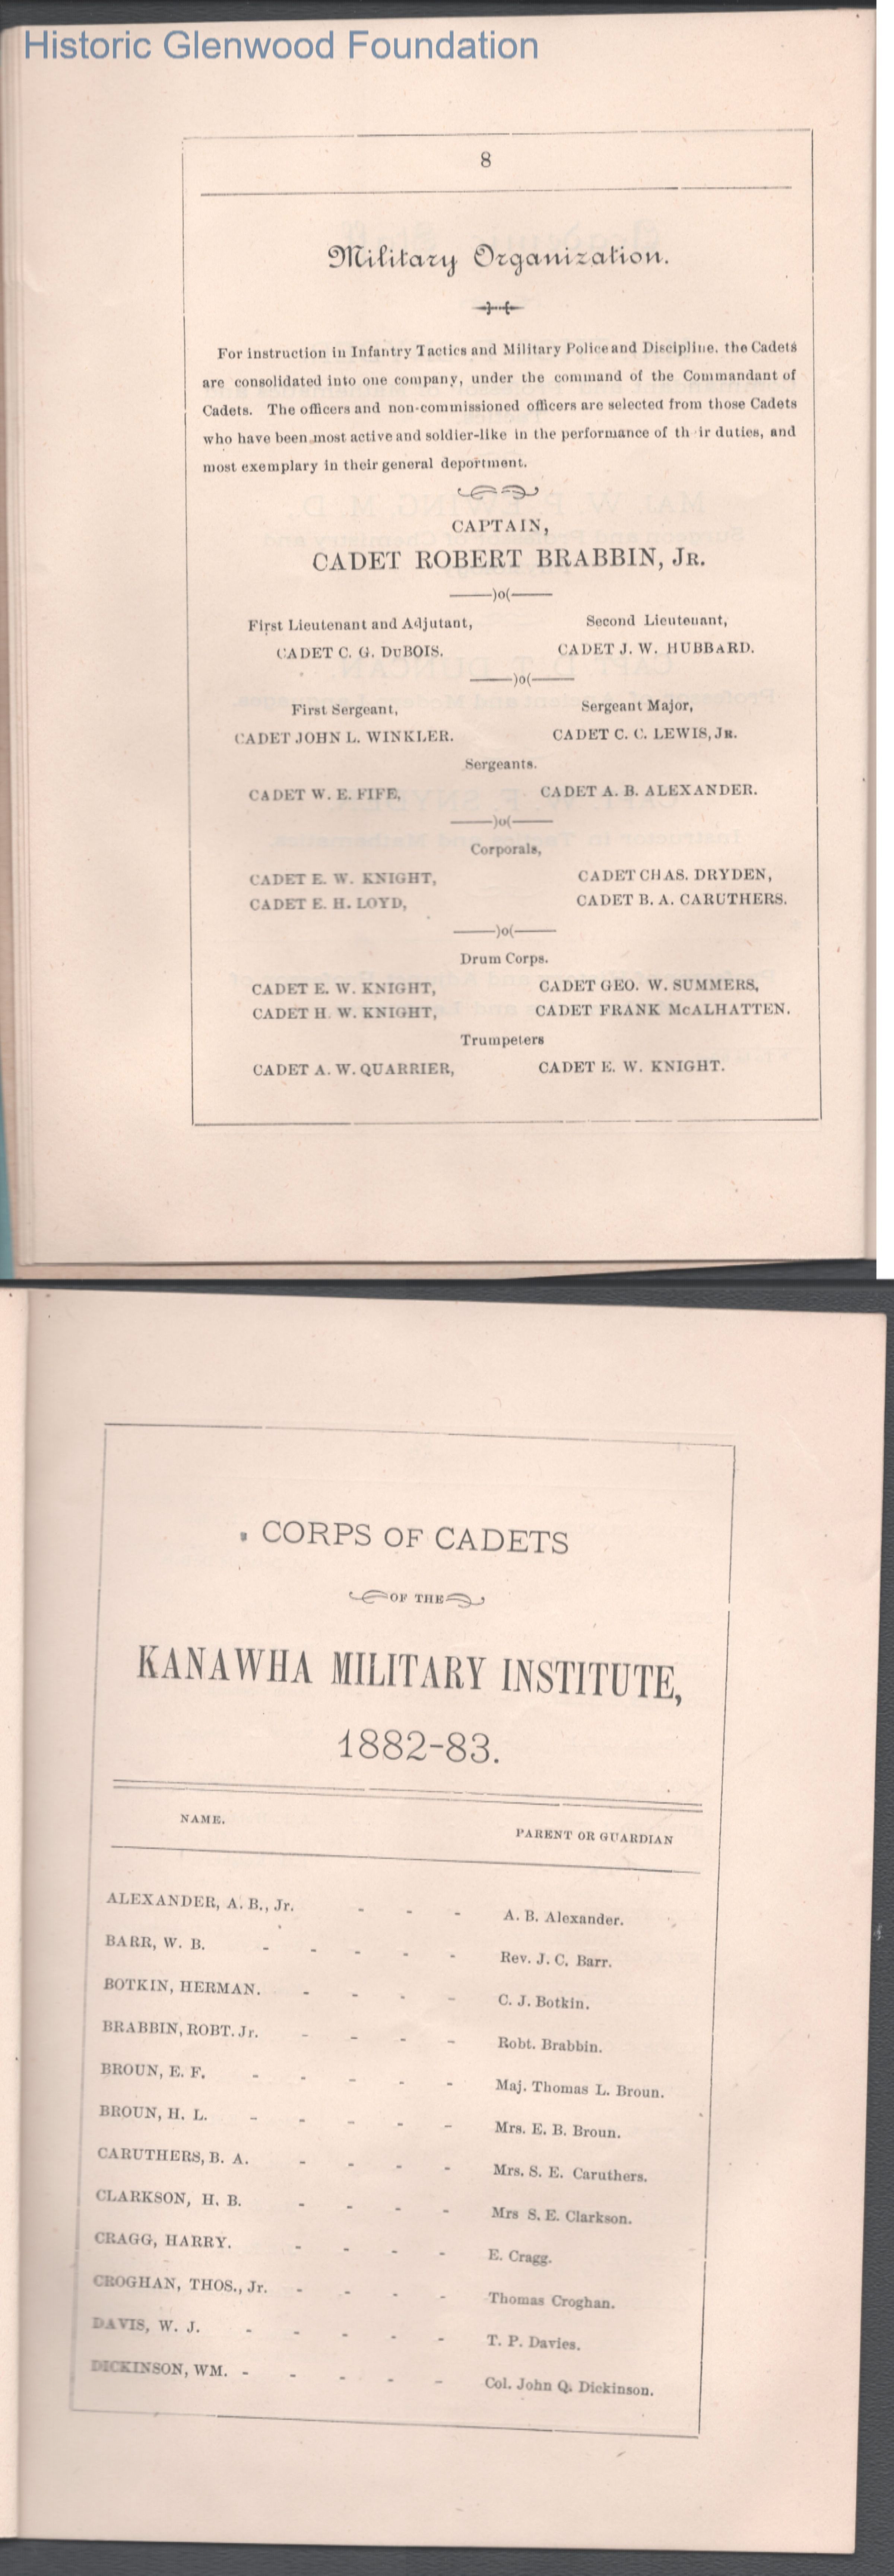 Historic Glenwood Foundation
8
Military Organization.
For instruction in Infantry Tactics and Military Police and Discipline, the Cadets
are consolidated into one company, under the command of the Commandant of
Cadets. The officers and non-commissioned officers are selected from those Cadets
who have been most active and soldier-like in the performance of th ir duties, and
most exemplary in their general deportment.
CAPTAIN,
CADET ROBERT BRABBIN, JR.
——)o(——
First Lieutenant and Adjutant, Second Lieutenant,
CADET C. G. DuBOIS. CADET J. W. HUBBARD.
——)o(——
First Sergeant, Sergeant Major,
CADET JOHN L. WINKLER. CADET C. C. LEWIS, JR.
Sergeants.
CADET W. E. FIFE, CADET A. B. ALEXANDER.
——)o(——
Corporals,
CADET E. W. KNIGHT, CADET CHAS. DRYDEN,
CADET E. H. LOYD, CADET B. A. CARUTHERS.
——)o(——
Drum Corps.
CADET E. W. KNIGHT, CADET GEO. W. SUMMERS,
CADET H. W. KNIGHT, CADET FRANK McALHATTEN.
Trumpeters
CADET A. W. QUARRIER, CADET E. W. KNIGHT.
CORPS OF CADETS
OF THE
KANAWHA MILITARY INSTITUTE,
1882-83.
NAME. PARENT OR GUARDIAN
ALEXANDER, A. B., Jr. - - - A. B. Alexander.
BARR, W. B. - - - - - Rev. J. C. Barr.
BOTKIN, HERMAN. - - - - C. J. Botkin.
BRABBIN, ROBT. Jr. - - - - Robt. Brabbin.
BROUN, E. F. - - - - - Maj. Thomas L. Broun.
BROUN, H. L. - - - - - Mrs. E. B. Broun.
CARUTHERS, B. A. - - - - Mrs. S. E. Caruthers.
CLARKSON, H. B. - - - - Mrs S. E. Clarkson.
CRAGG, HARRY. - - - - E. Cragg.
CROGHAN, THOS., Jr. - - - - Thomas Croghan.
DAVIS, W. J. - - - - - T. P. Davies.
DICKINSON, WM. - - - - - Col. John Q. Dickinson.